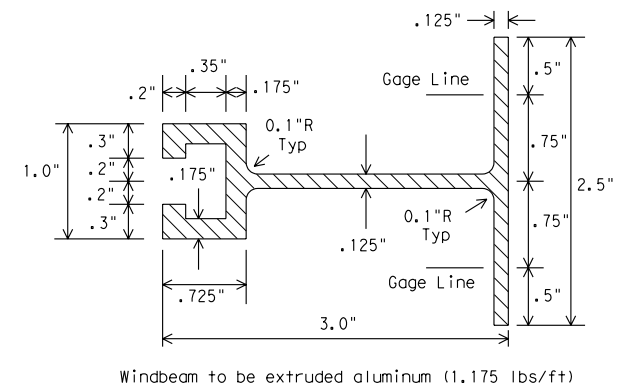 .125"
.35"
.2"
.175"
Gage Line
.5"
.3"
0.1"R
Typ
.75"
1.0"
.2"
.175"
2.5"
.2"
.3"
.125"
0.1"R
Typ
.75"
.725"
Gage Line
.5"
3.0"
Windbeam to be extruded aluminum (1.175 lbs/ft)